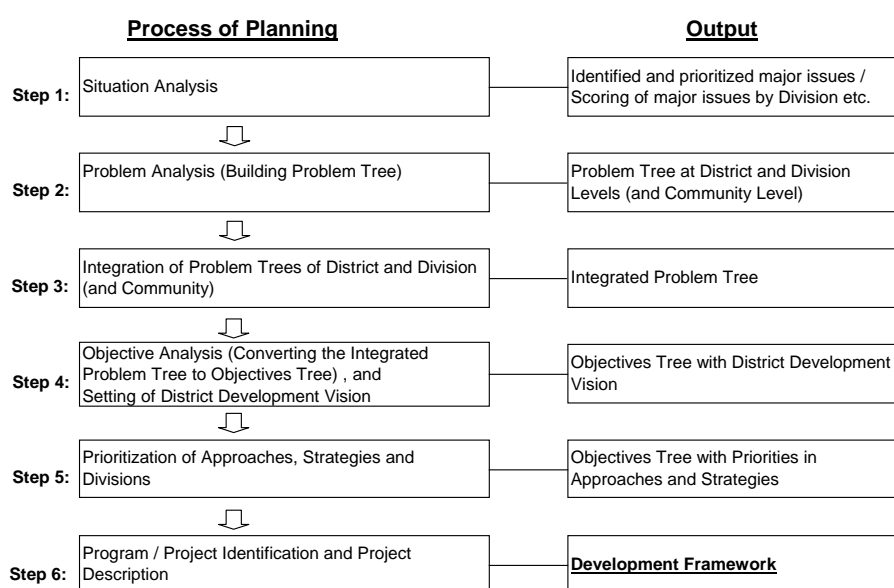 Process of Planning
Output
Step 1:
Situation Analysis
Identified and prioritized major issues /
Scoring of major issues by Division etc.
Step 2:
Problem Analysis (Building Problem Tree)
Problem Tree at District and Division
Levels (and Community Level)
Step 3:
Integration of Problem Trees of District and Division
(and Community)
Integrated Problem Tree
Step 4:
Objective Analysis (Converting the Integrated
Problem Tree to Objectives Tree) , and
Setting of District Development Vision
Objectives Tree with District Development
Vision
Step 5:
Prioritization of Approaches, Strategies and
Divisions
Objectives Tree with Priorities in
Approaches and Strategies
Step 6:
Program / Project Identification and Project
Description
Development Framework